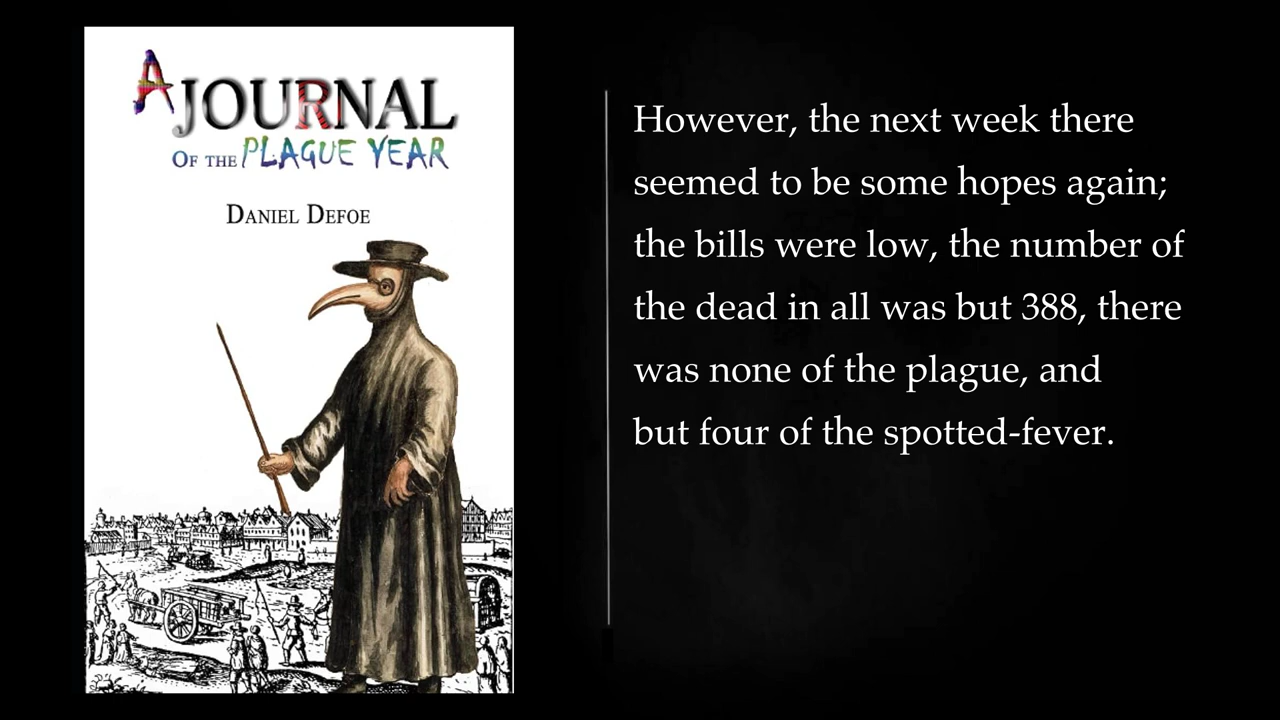 A JOURNAL
OF THE PLAGUE YEAR
DANIEL DEFOE
However, the next week there
seemed to be some hopes again;
the bills were low, the number of
the dead in all was but 388, there
was none of the plague, and
but four of the spotted-fever.